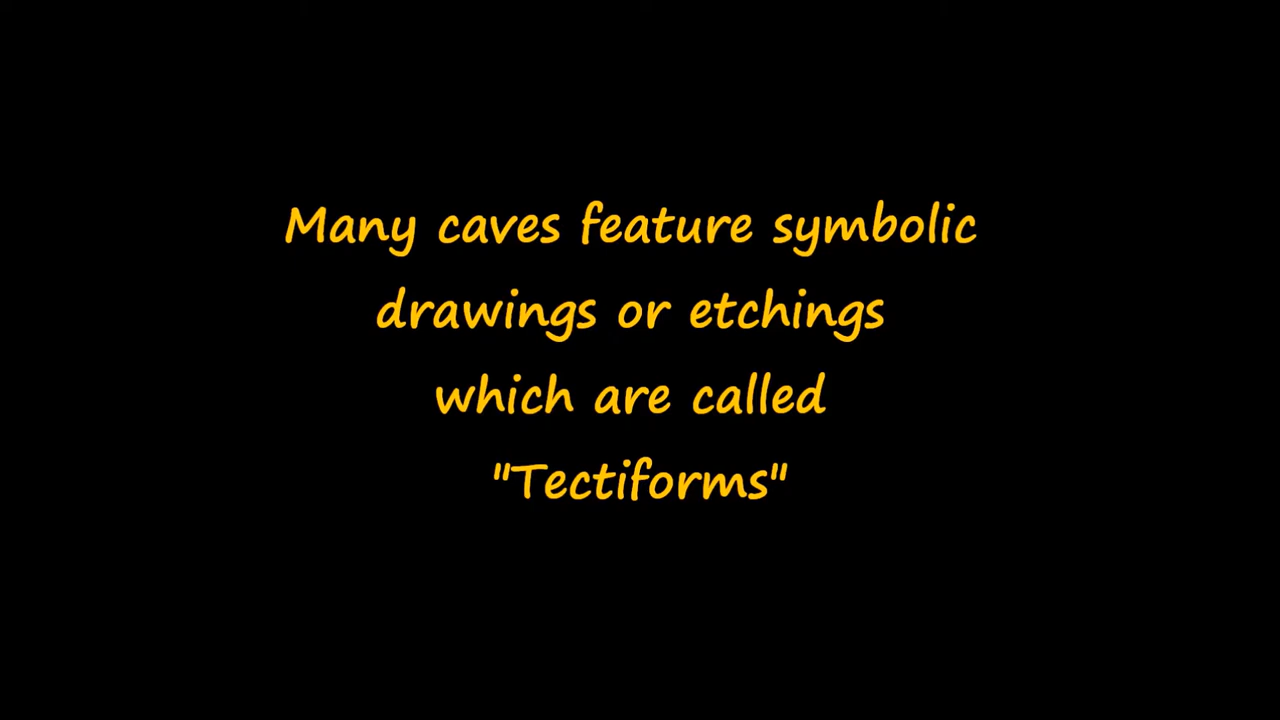 Many caves feature symbolic
drawings or etchings
which are called
"Tectiforms"